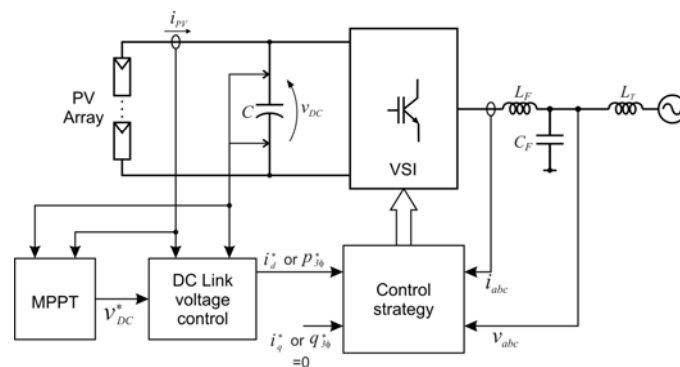 i_PV
PV
Array
C
v_DC
VSI
L_F
C_F
L_T
MPPT
v*_DC
DC Link
voltage
control
i*_d or p*_3ϕ
i*_q or q*_3ϕ
=0
Control
strategy
i_abc
v_abc